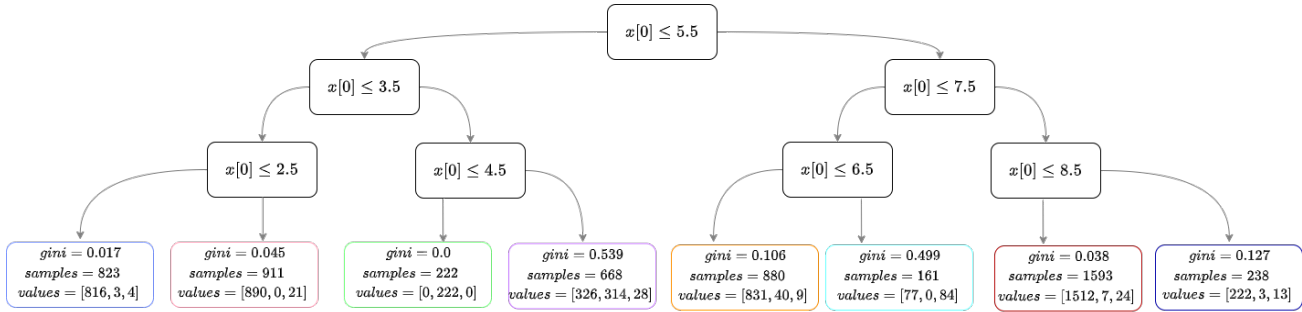 x[0] ≤ 5.5
x[0] ≤ 3.5
x[0] ≤ 7.5
x[0] ≤ 2.5
x[0] ≤ 4.5
x[0] ≤ 6.5
x[0] ≤ 8.5
gini = 0.017
samples = 823
values = [816, 3, 4]
gini = 0.045
samples = 911
values = [890, 0, 21]
gini = 0.0
samples = 222
values = [0, 222, 0]
gini = 0.539
samples = 668
values = [326, 314, 28]
gini = 0.106
samples = 880
values = [831, 40, 9]
gini = 0.499
samples = 161
values = [77, 0, 84]
gini = 0.038
samples = 1593
values = [1512, 7, 24]
gini = 0.127
samples = 238
values = [222, 3, 13]